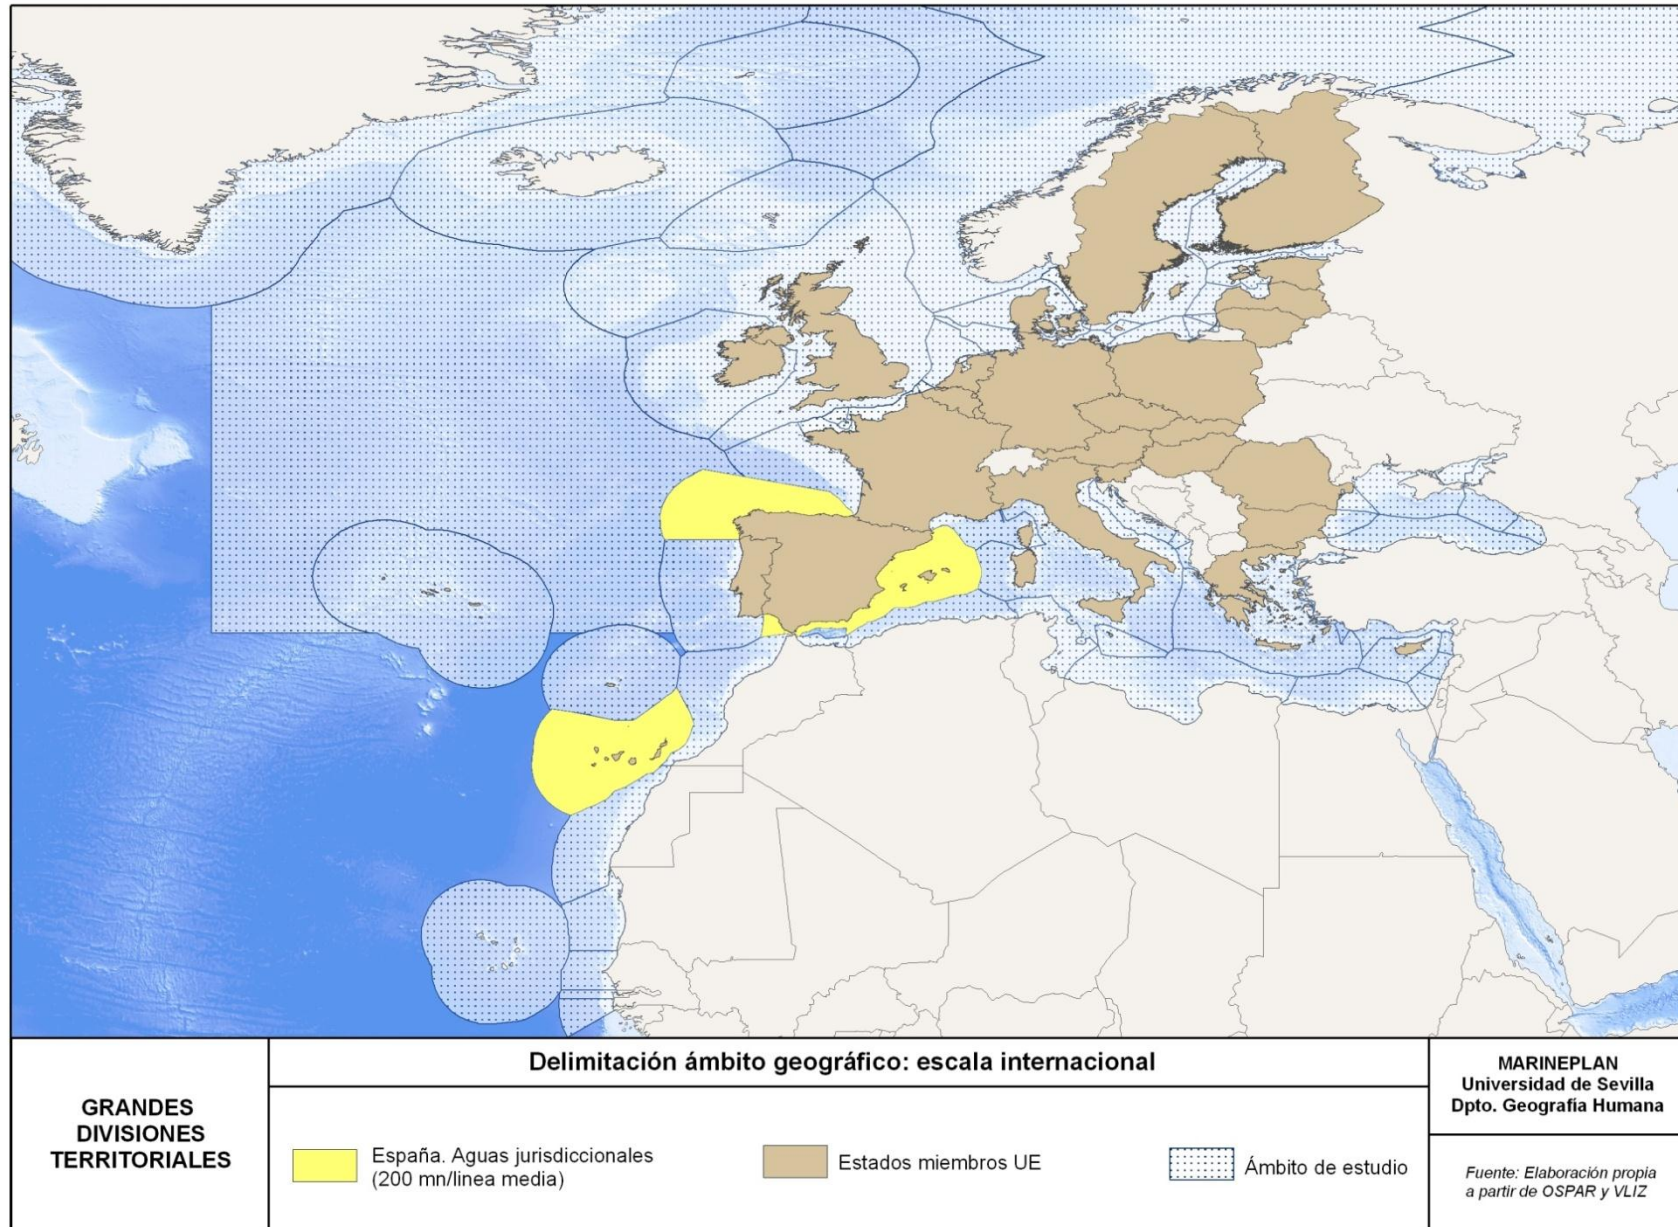 GRANDES
DIVISIONES
TERRITORIALES
Delimitación ámbito geográfico: escala internacional
España. Aguas jurisdiccionales
(200 mn/linea media)
Estados miembros UE
Ámbito de estudio
MARINEPLAN
Universidad de Sevilla
Dpto. Geografía Humana
Fuente: Elaboración propia
a partir de OSPAR y VLIZ